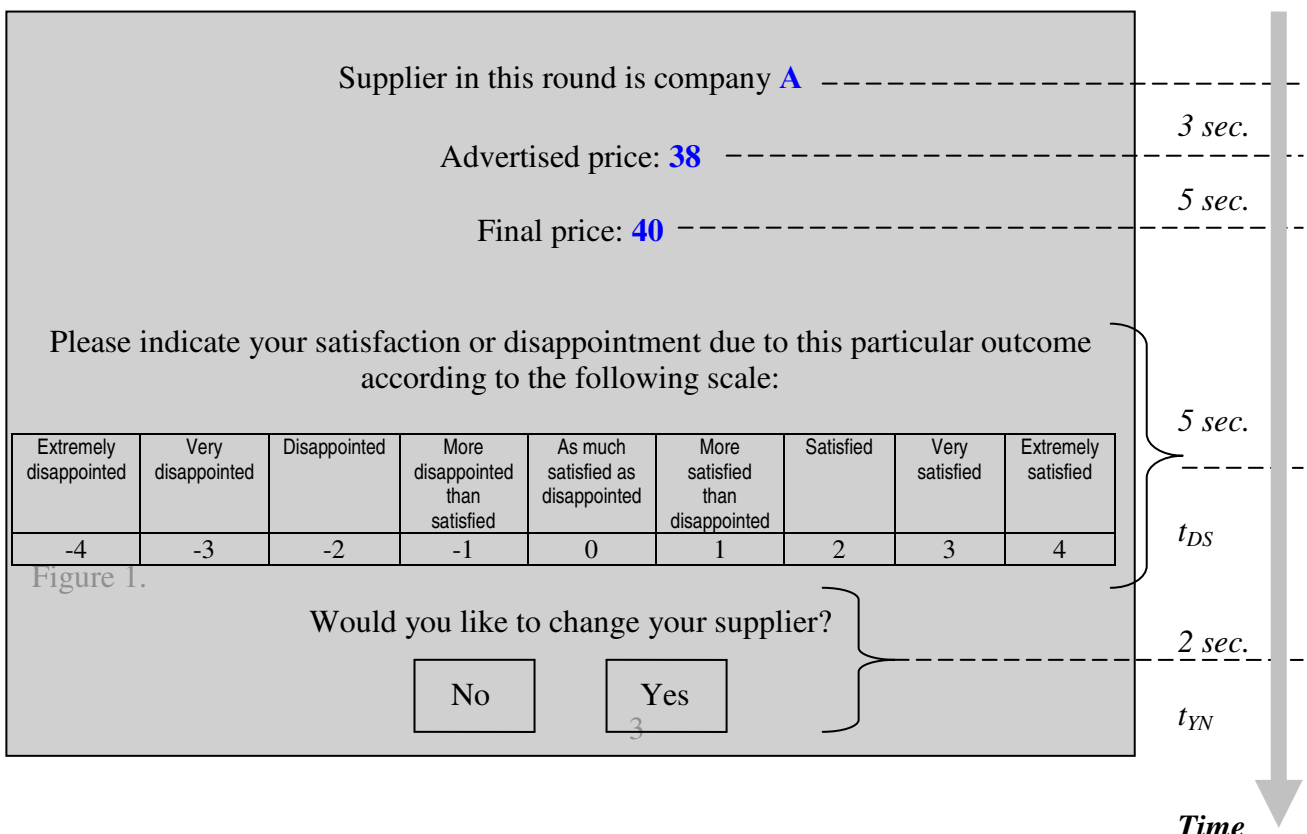 Supplier in this round is company A
3 sec.
Advertised price: 38
5 sec.
Final price: 40
Please indicate your satisfaction or disappointment due to this particular outcome
according to the following scale:
5 sec.
Extremely disappointed
Very disappointed
Disappointed
More disappointed than satisfied
As much satisfied as disappointed
More satisfied than disappointed
Satisfied
Very satisfied
Extremely satisfied
-4 -3 -2 -1 0 1 2 3 4
tDS
Figure 1.
Would you like to change your supplier?
2 sec.
No Yes
3
tYN
Time